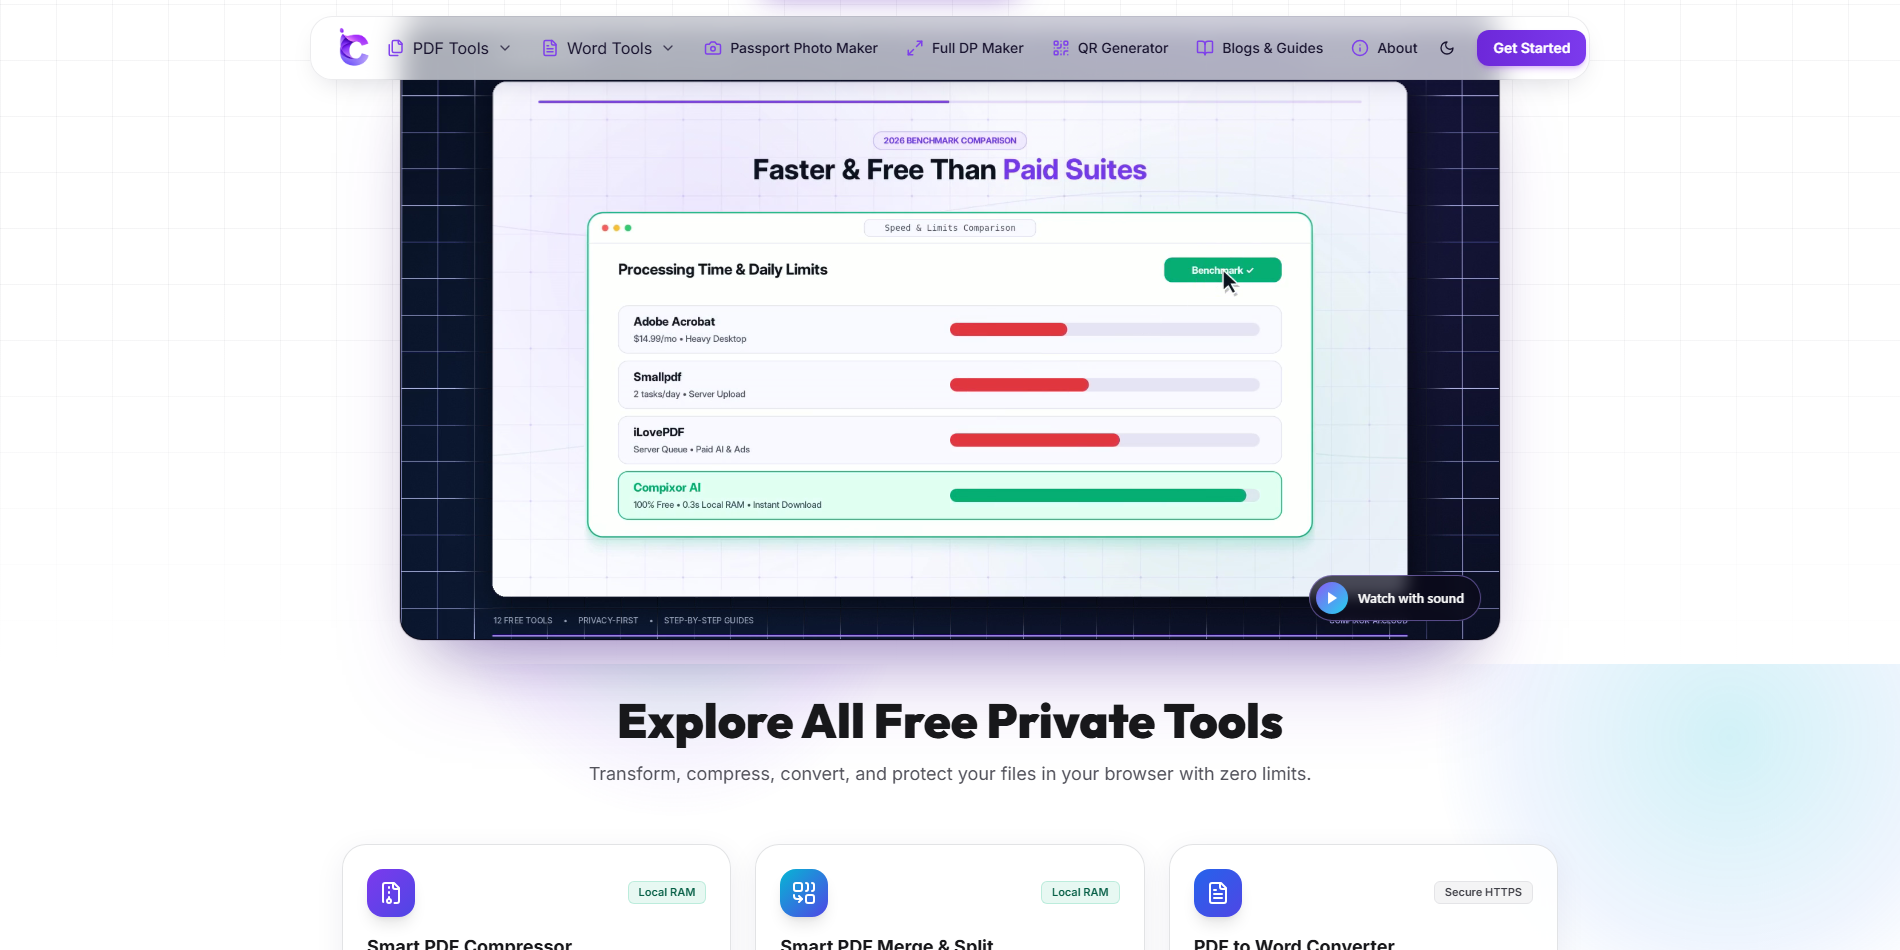 PDF Tools
Word Tools
Passport Photo Maker
Full DP Maker
QR Generator
Blogs & Guides
About
Get Started
2026 BENCHMARK COMPARISON
Faster & Free Than Paid Suites
Speed & Limits Comparison
Processing Time & Daily Limits
Benchmark ✓
Adobe Acrobat
$14.99/mo • Heavy Desktop
Smallpdf
2 tasks/day • Server Upload
iLovePDF
Server Queue • Paid AI & Ads
Compixor AI
100% Free • 0.3s Local RAM • Instant Download
Watch with sound
12 FREE TOOLS • PRIVACY-FIRST • STEP-BY-STEP GUIDES
Explore All Free Private Tools
Transform, compress, convert, and protect your files in your browser with zero limits.
Local RAM
Local RAM
Secure HTTPS
Smart PDF Compressor
Smart PDF Merge & Split
PDF to Word Converter